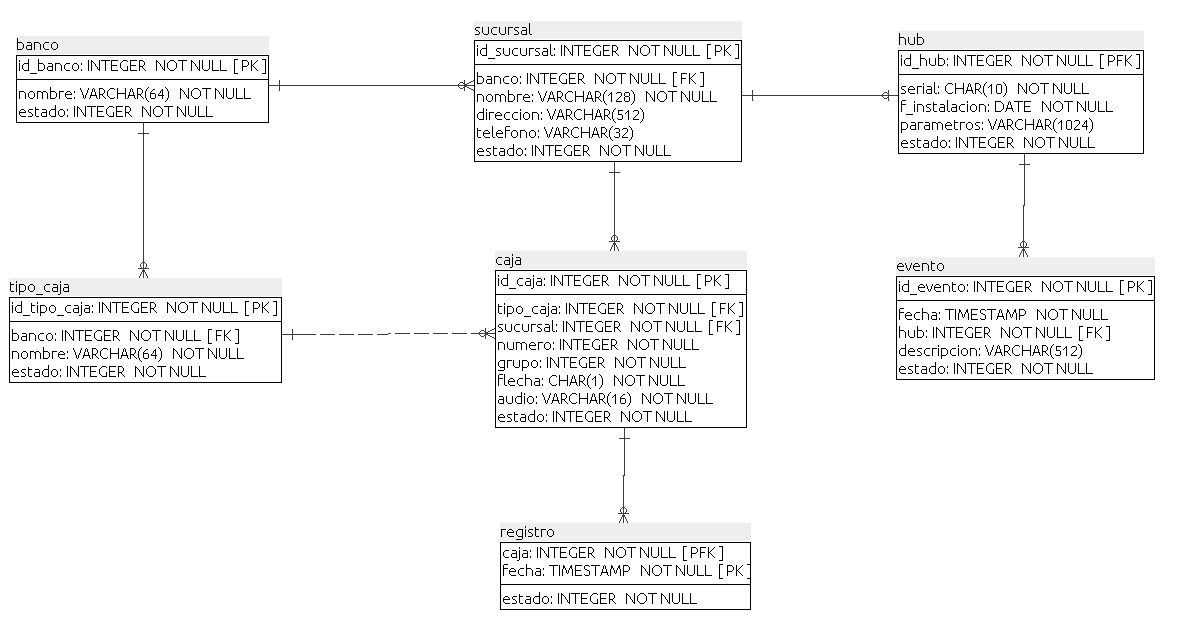 banco
id_banco: INTEGER NOT NULL [ PK ]
nombre: VARCHAR(64) NOT NULL
estado: INTEGER NOT NULL
sucursal
id_sucursal: INTEGER NOT NULL [ PK ]
banco: INTEGER NOT NULL [ FK ]
nombre: VARCHAR(128) NOT NULL
direccion: VARCHAR(512)
telefono: VARCHAR(32)
estado: INTEGER NOT NULL
hub
id_hub: INTEGER NOT NULL [ PFK ]
serial: CHAR(10) NOT NULL
f_instalacion: DATE NOT NULL
parametros: VARCHAR(1024)
estado: INTEGER NOT NULL
tipo_caja
id_tipo_caja: INTEGER NOT NULL [ PK ]
banco: INTEGER NOT NULL [ FK ]
nombre: VARCHAR(64) NOT NULL
estado: INTEGER NOT NULL
caja
id_caja: INTEGER NOT NULL [ PK ]
tipo_caja: INTEGER NOT NULL [ FK ]
sucursal: INTEGER NOT NULL [ FK ]
numero: INTEGER NOT NULL
grupo: INTEGER NOT NULL
flecha: CHAR(1) NOT NULL
audio: VARCHAR(16) NOT NULL
estado: INTEGER NOT NULL
evento
id_evento: INTEGER NOT NULL [ PK ]
fecha: TIMESTAMP NOT NULL
hub: INTEGER NOT NULL [ FK ]
descripcion: VARCHAR(512)
estado: INTEGER NOT NULL
registro
caja: INTEGER NOT NULL [ PFK ]
fecha: TIMESTAMP NOT NULL [ PK ]
estado: INTEGER NOT NULL